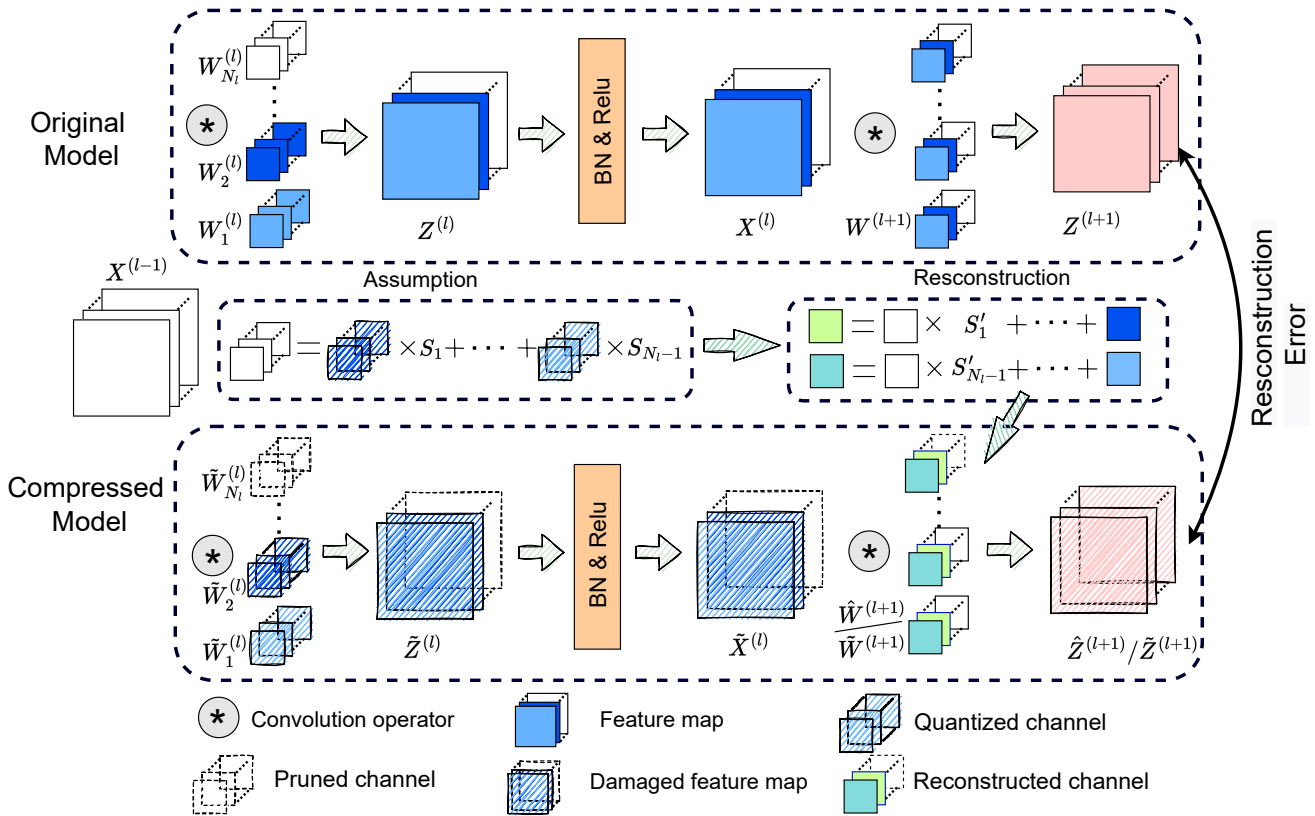 Original
Model
W_{N_l}^{(l)}
*
W_2^{(l)}
W_1^{(l)}
Z^{(l)}
BN & Relu
X^{(l)}
*
W^{(l+1)}
Z^{(l+1)}
X^{(l-1)}
Assumption
= × S_1 + ··· + × S_{N_l-1}
Resconstruction
= × S'_1 + ··· +
= × S'_{N_l-1} + ··· +
Resconstruction
Error
Compressed
Model
W̃_{N_l}^{(l)}
*
W̃_2^{(l)}
W̃_1^{(l)}
Z̃^{(l)}
BN & Relu
X̃^{(l)}
*
Ŵ^{(l+1)}
W̃^{(l+1)}
Ẑ^{(l+1)}/Z̃^{(l+1)}
* Convolution operator
Feature map
Quantized channel
Pruned channel
Damaged feature map
Reconstructed channel